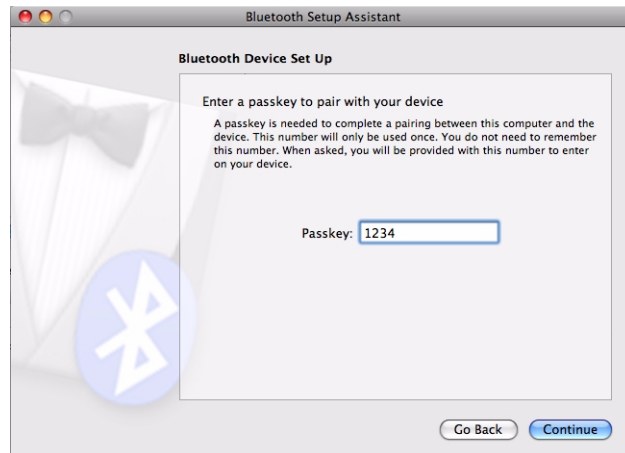 Bluetooth Setup Assistant
Bluetooth Device Set Up
Enter a passkey to pair with your device
A passkey is needed to complete a pairing between this computer and the
device. This number will only be used once. You do not need to remember
this number. When asked, you will be provided with this number to enter
on your device.
Passkey: 1234
Go Back Continue